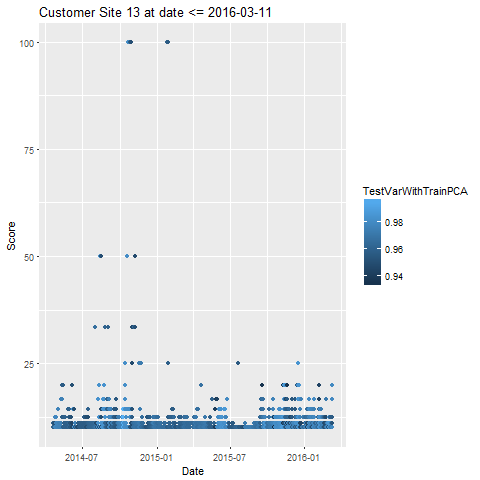 Customer Site 13 at date <= 2016-03-11
100
75
50
25
Score
2014-07
2015-01
2015-07
2016-01
Date
TestVarWithTrainPCA
0.98
0.96
0.94